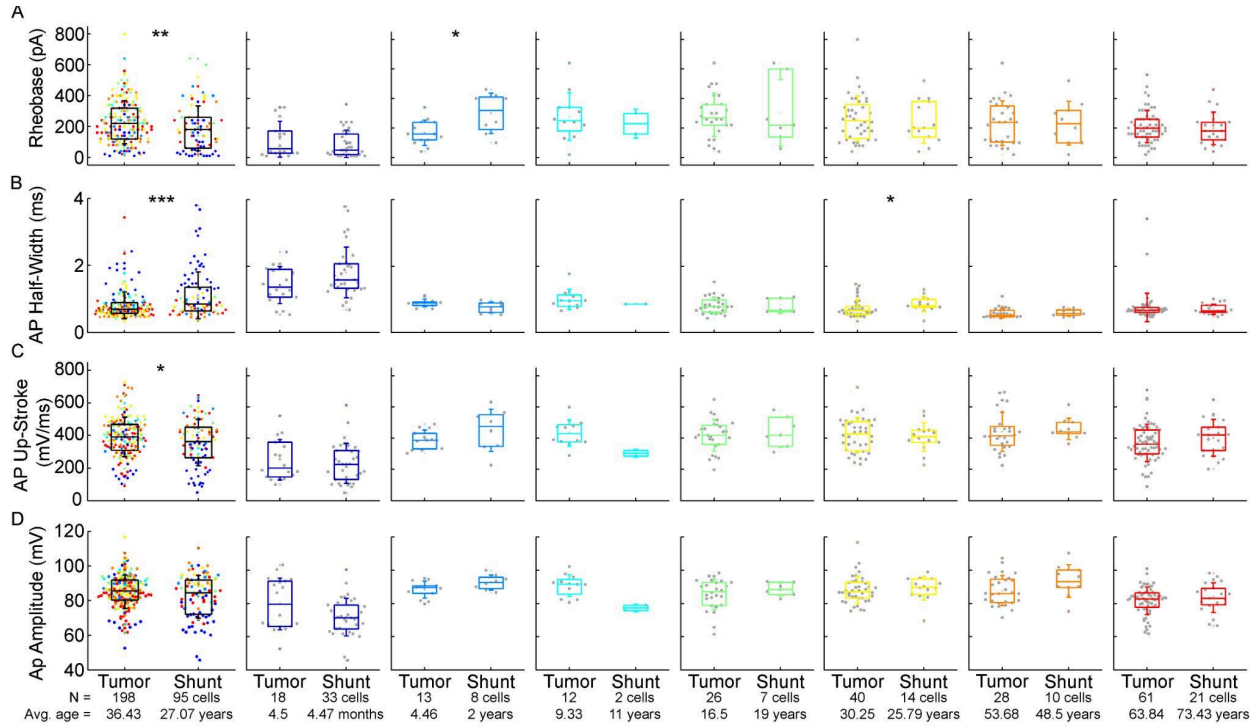 A
Rheobase (pA)
800
600
400
200
0
**
*
B
AP Half-Width (ms)
4
2
0
***
*
C
AP Up-Stroke
(mV/ms)
800
600
400
200
0
*
D
Ap Amplitude (mV)
120
100
80
60
40
Tumor Shunt Tumor Shunt Tumor Shunt Tumor Shunt Tumor Shunt Tumor Shunt Tumor Shunt Tumor Shunt
N = 198 95 cells 18 33 cells 13 8 cells 12 2 cells 26 7 cells 40 14 cells 28 10 cells 61 21 cells
Avg. age = 36.43 27.07 years 4.5 4.47 months 4.46 2 years 9.33 11 years 16.5 19 years 30.25 25.79 years 53.68 48.5 years 63.84 73.43 years